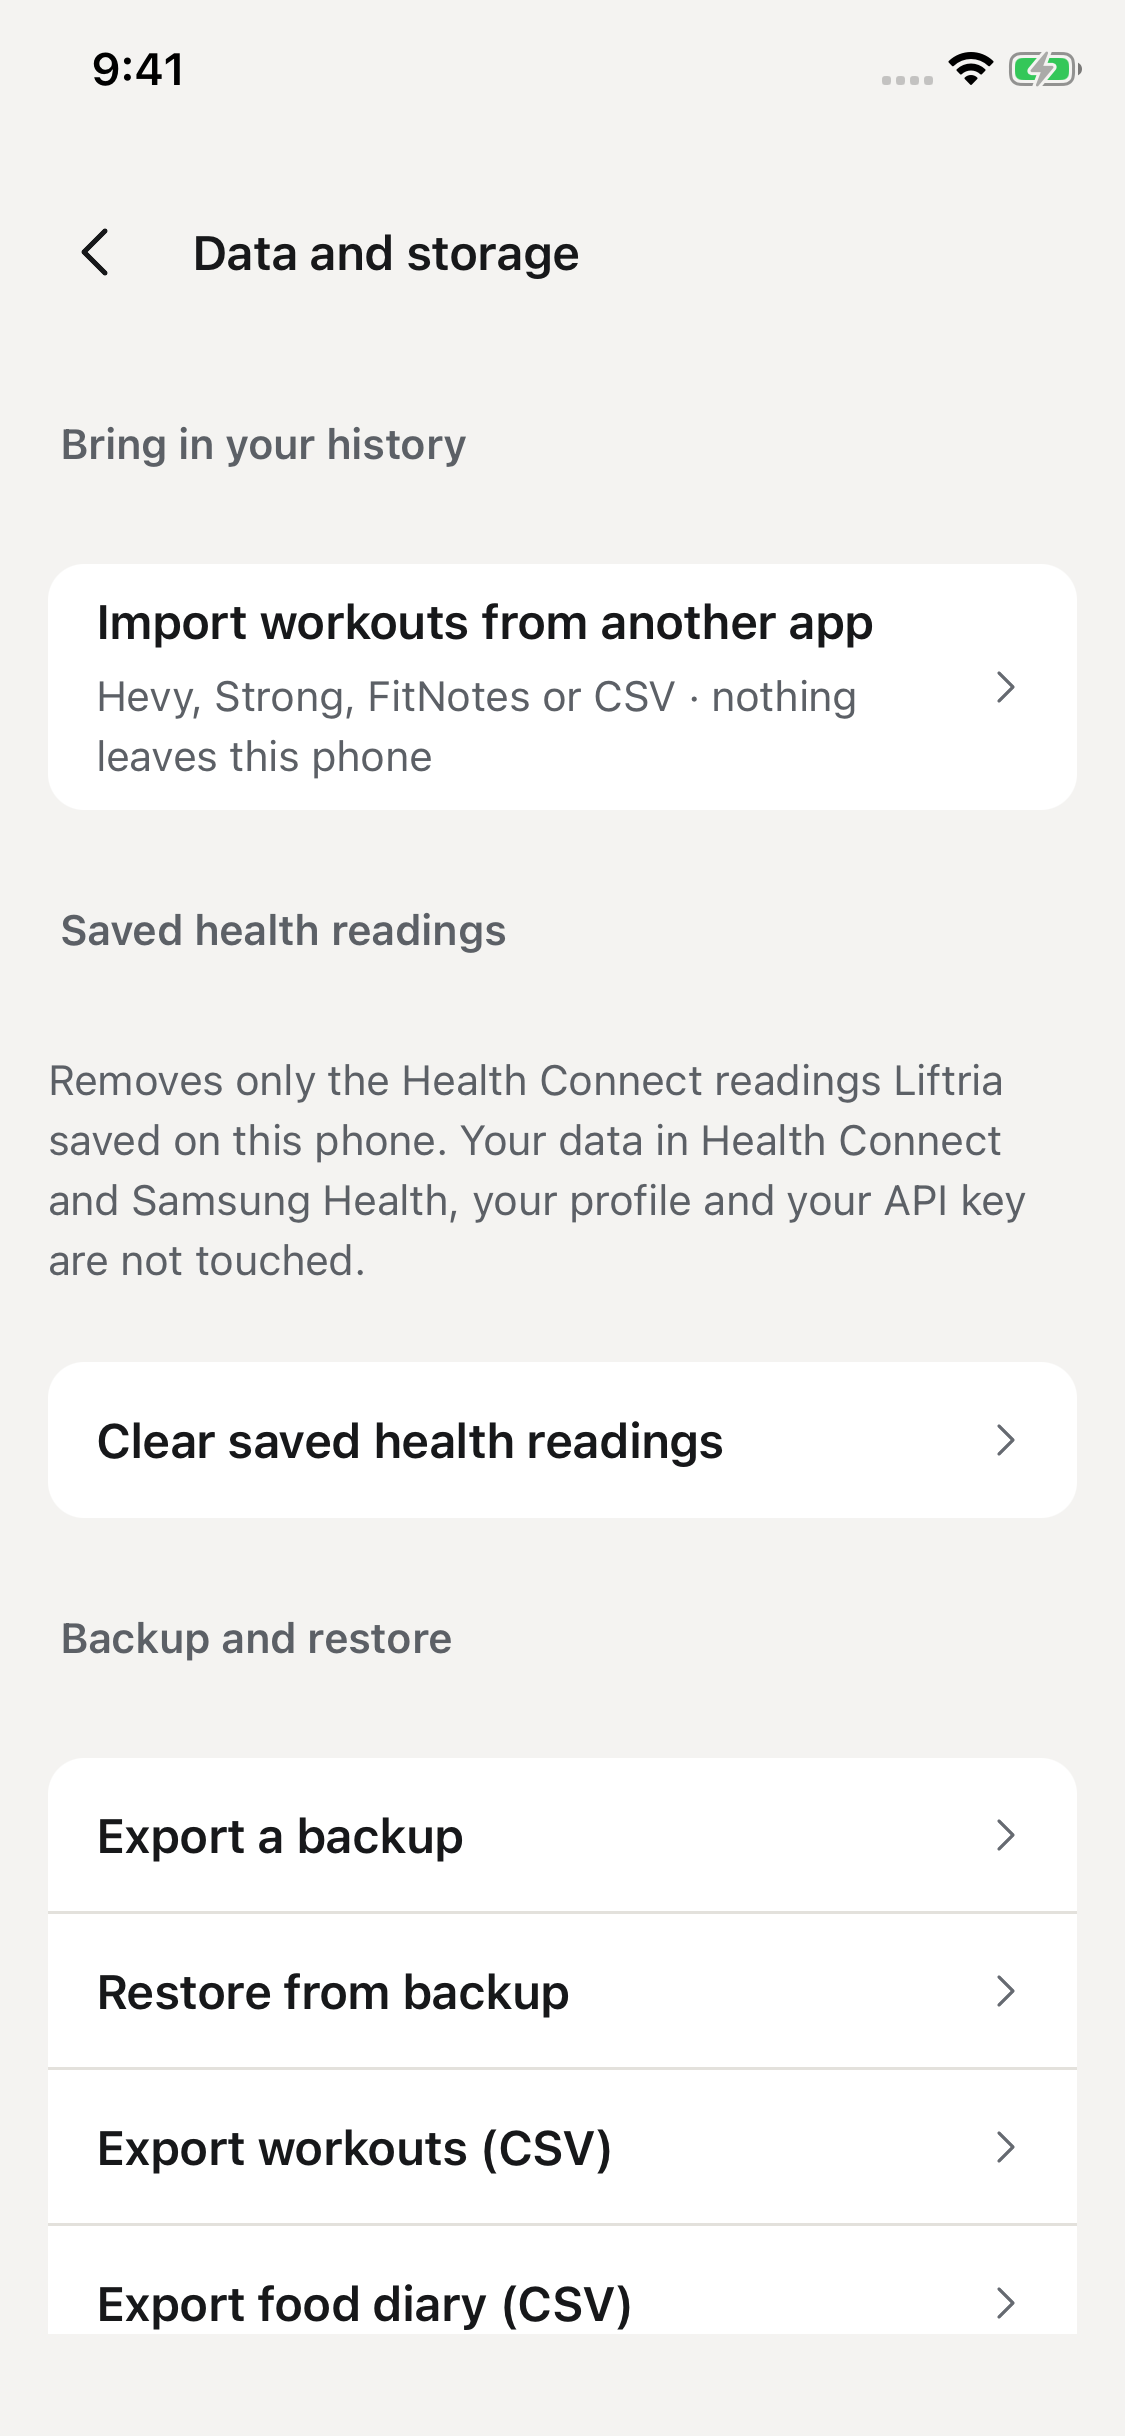 9:41
Data and storage
Bring in your history
Import workouts from another app
Hevy, Strong, FitNotes or CSV · nothing
leaves this phone
Saved health readings
Removes only the Health Connect readings Liftria
saved on this phone. Your data in Health Connect
and Samsung Health, your profile and your API key
are not touched.
Clear saved health readings
Backup and restore
Export a backup
Restore from backup
Export workouts (CSV)
Export food diary (CSV)